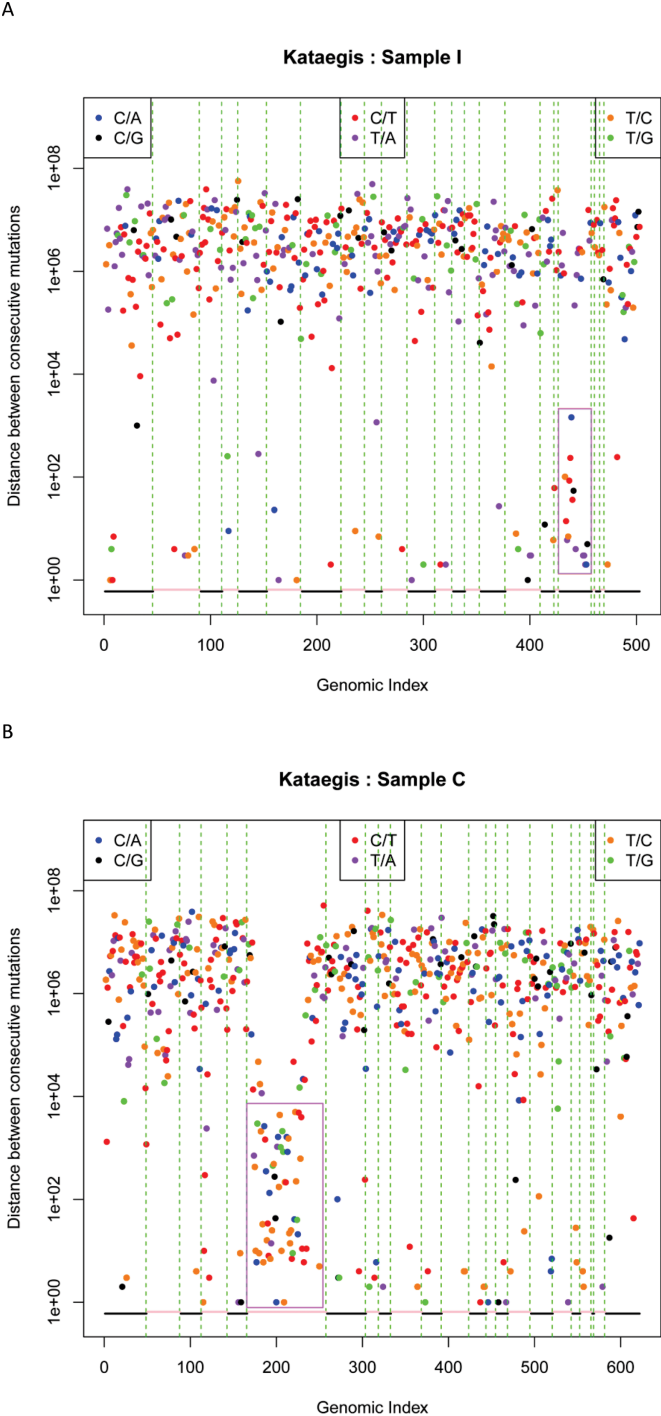 A
Kataegis : Sample I
C/A C/T T/C
C/G T/A T/G
1e+08
1e+06
1e+04
1e+02
1e+00
Distance between consecutive mutations
0 100 200 300 400 500
Genomic Index
B
Kataegis : Sample C
C/A C/T T/C
C/G T/A T/G
1e+08
1e+06
1e+04
1e+02
1e+00
Distance between consecutive mutations
0 100 200 300 400 500 600
Genomic Index